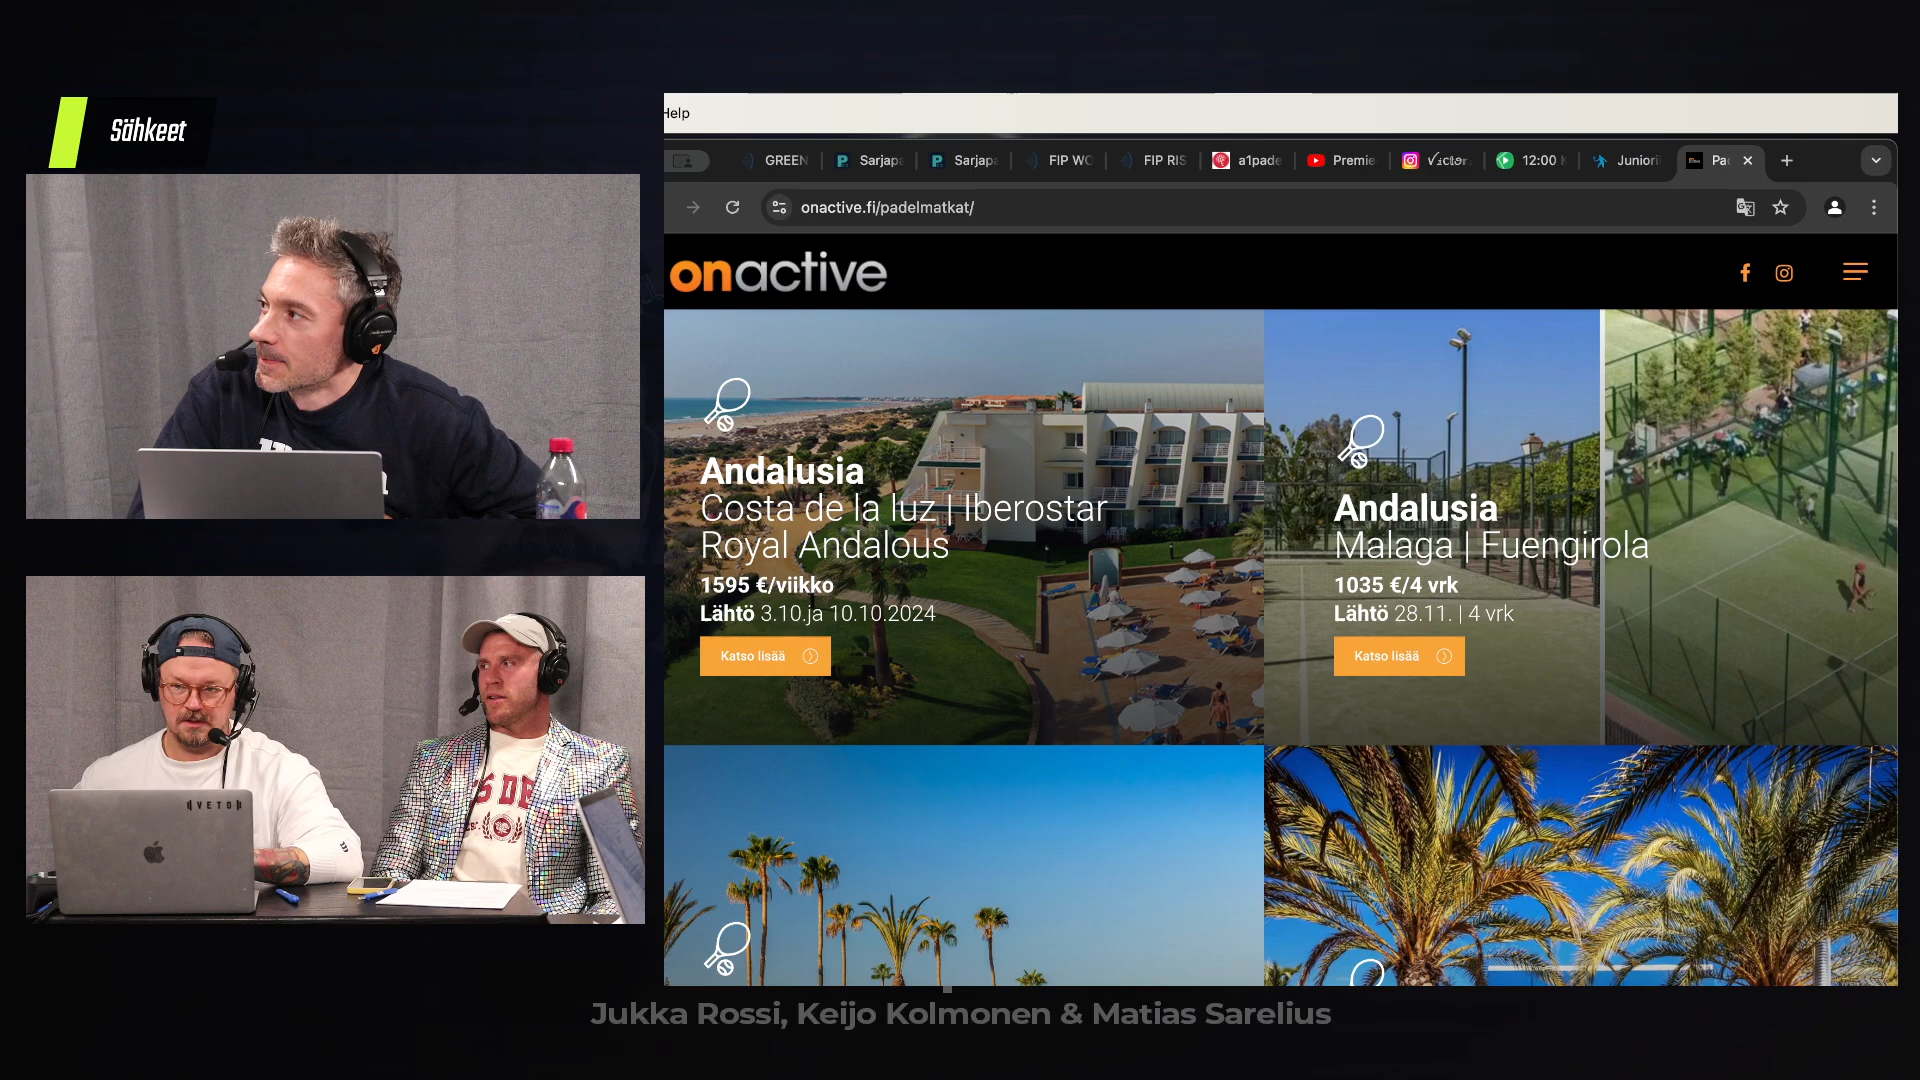 Sähkeet
Help
GREEN
Sarjapa
Sarjapa
FIP WO
FIP RIS
a1pade
Premie
Victor
12:00
Juniori
Pa
onactive.fi/padelmatkat/
onactive
Andalusia
Costa de la luz | Iberostar
Royal Andalous
1595 €/viikko
Lähtö 3.10.ja 10.10.2024
Katso lisää
Andalusia
Malaga | Fuengirola
1035 €/4 vrk
Lähtö 28.11. | 4 vrk
Katso lisää
VETO
S DE
Jukka Rossi, Keijo Kolmonen & Matias Sarelius